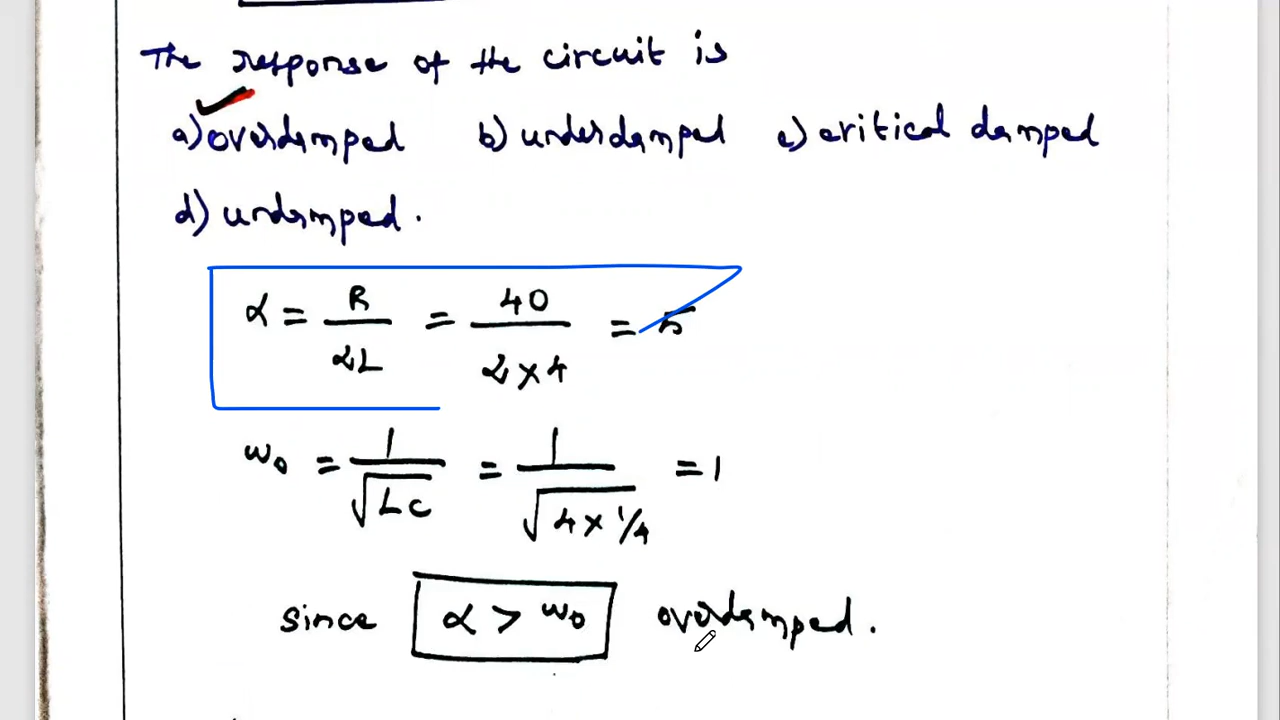 The response of the circuit is
a) overdamped b) underdamped c) critical damped
d) undamped.
α = R/2L = 40/2×4 = 5
ω₀ = 1/√LC = 1/√4×1/4 = 1
since α > ω₀ overdamped.